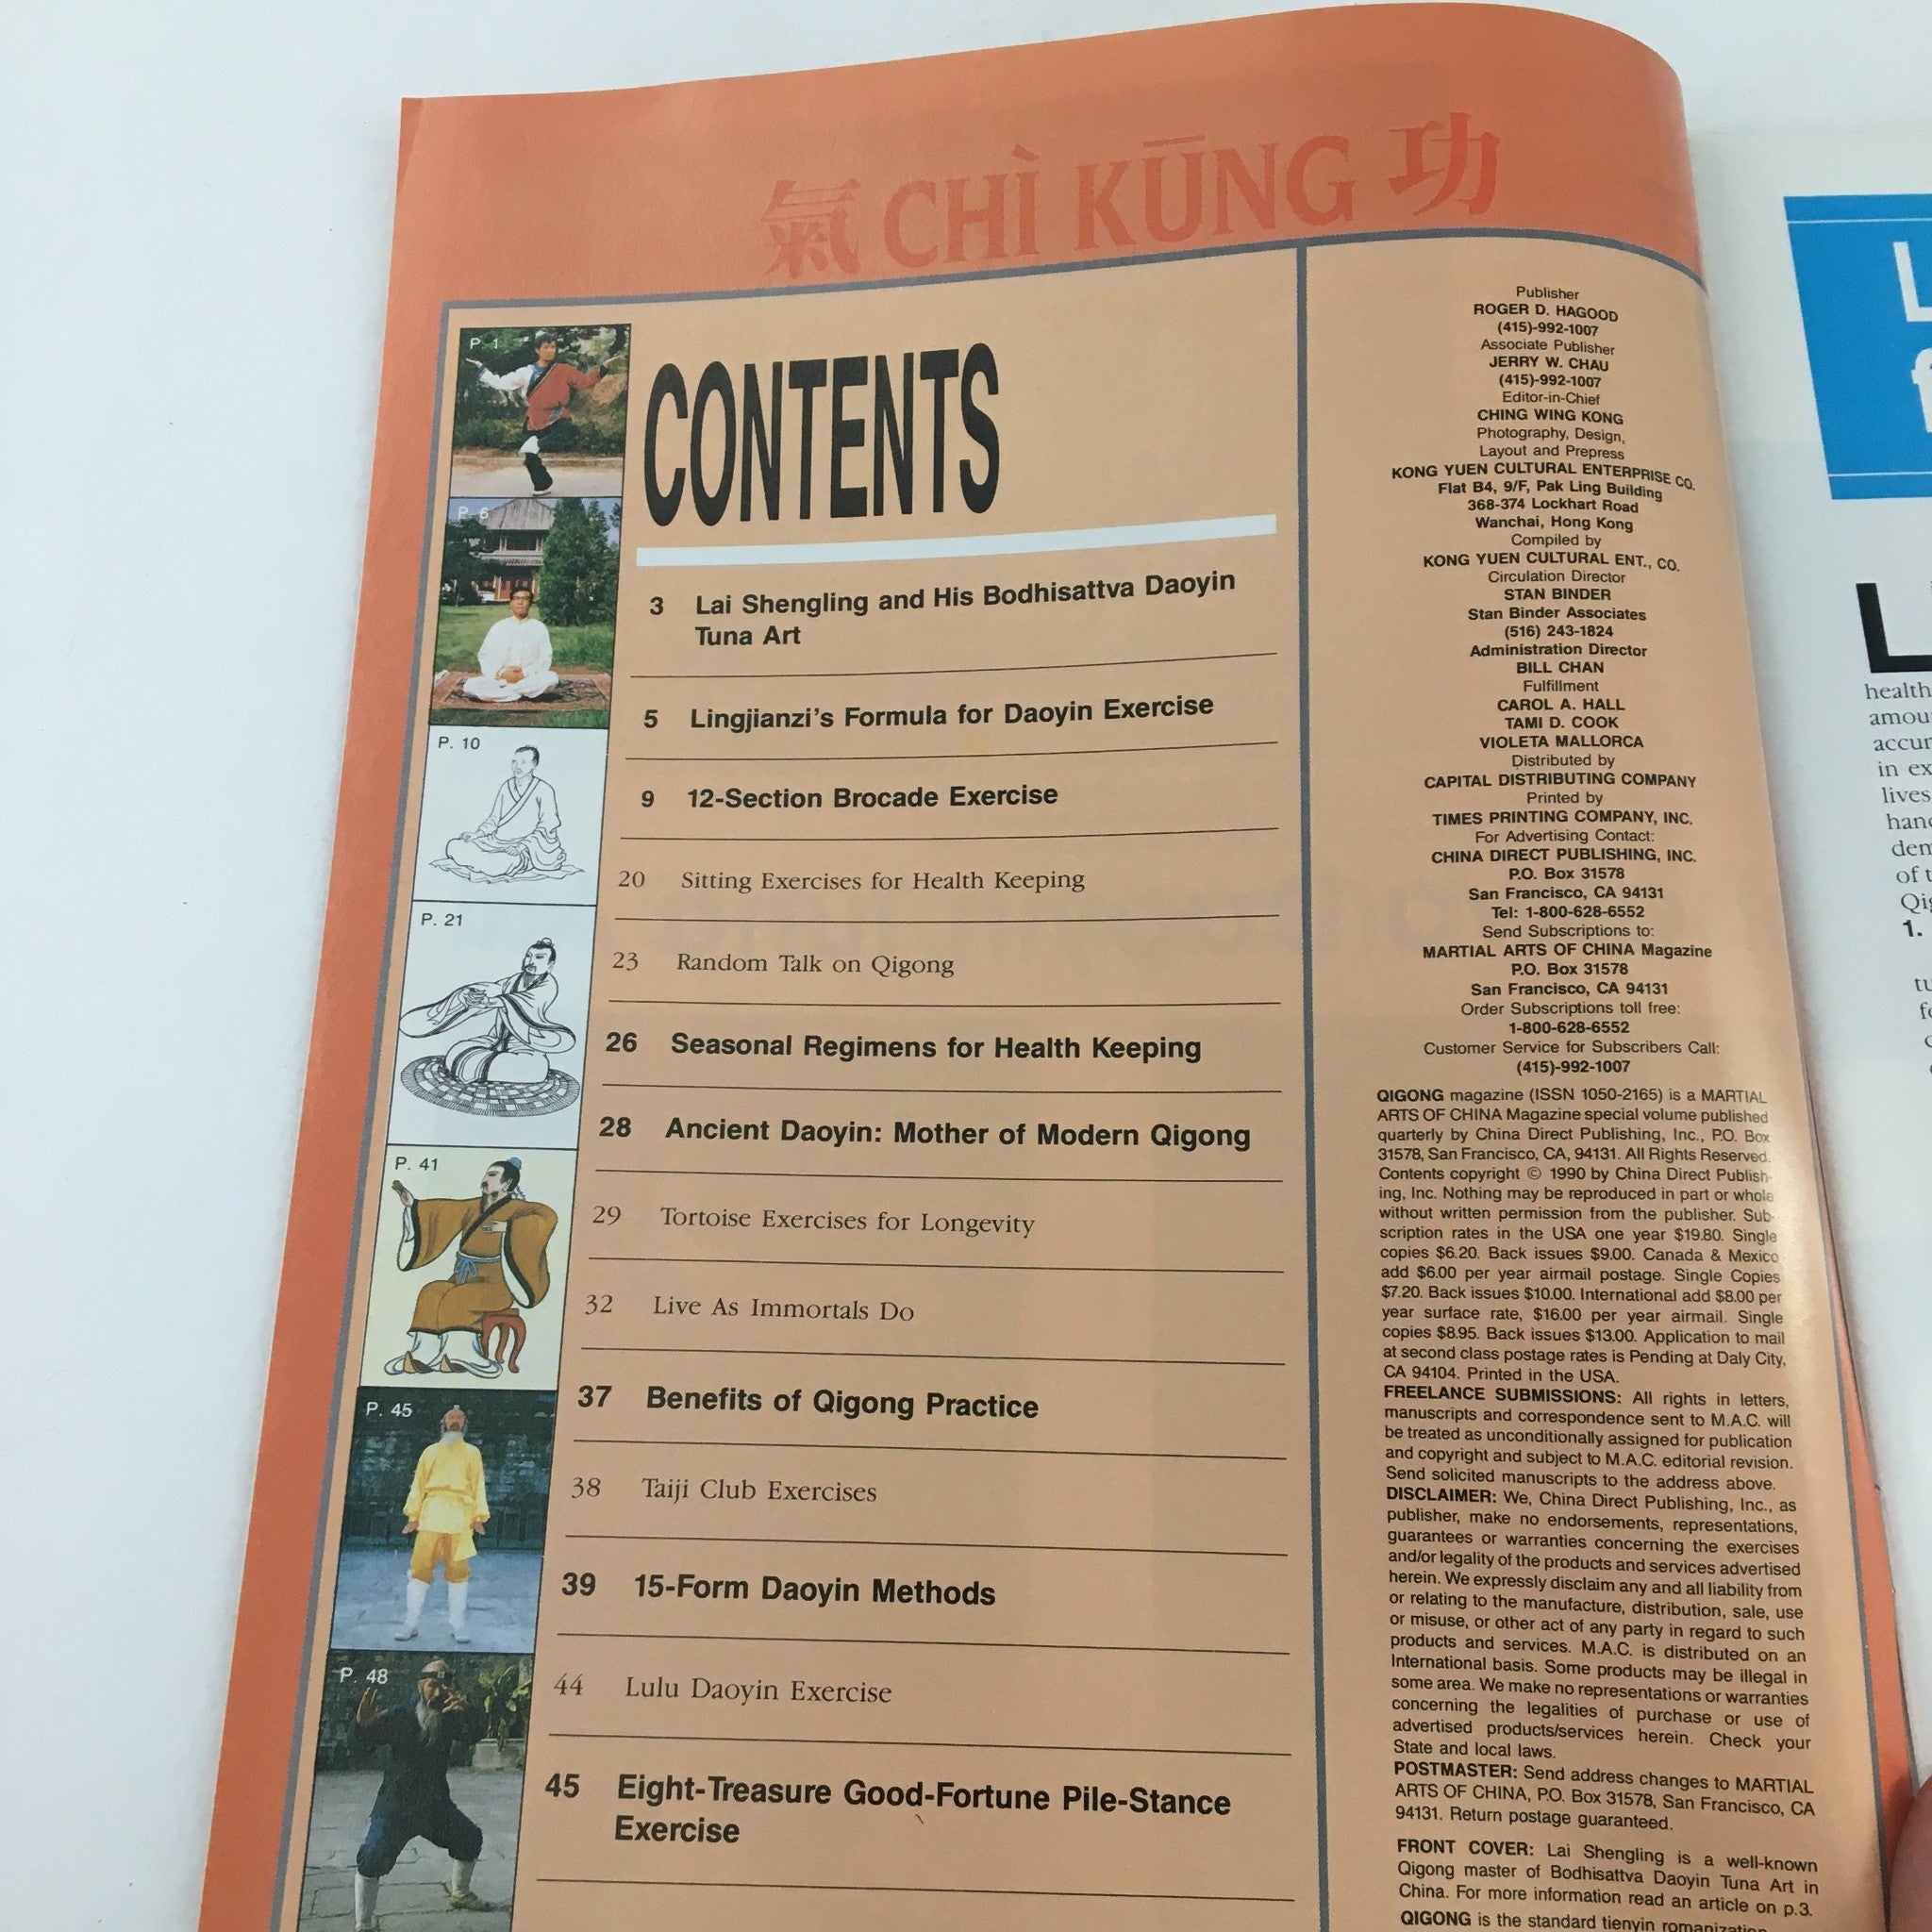 氣 CHÌ KŪNG 功
P. 1
P. 6
P. 10
P. 21
P. 41
P. 45
P. 48
CONTENTS
3 Lai Shengling and His Bodhisattva Daoyin
Tuna Art
5 Lingjianzi's Formula for Daoyin Exercise
9 12-Section Brocade Exercise
20 Sitting Exercises for Health Keeping
23 Random Talk on Qigong
26 Seasonal Regimens for Health Keeping
28 Ancient Daoyin: Mother of Modern Qigong
29 Tortoise Exercises for Longevity
32 Live As Immortals Do
37 Benefits of Qigong Practice
38 Taiji Club Exercises
39 15-Form Daoyin Methods
44 Lulu Daoyin Exercise
45 Eight-Treasure Good-Fortune Pile-Stance
Exercise
Publisher
ROGER D. HAGOOD
(415)-992-1007
Associate Publisher
JERRY W. CHAU
(415)-992-1007
Editor-in-Chief
CHING WING KONG
Photography, Design,
Layout and Prepress
KONG YUEN CULTURAL ENTERPRISE CO.
Flat B4, 9/F, Pak Ling Building
368-374 Lockhart Road
Wanchai, Hong Kong
Compiled by
KONG YUEN CULTURAL ENT., CO.
Circulation Director
STAN BINDER
Stan Binder Associates
(516) 243-1824
Administration Director
BILL CHAN
Fulfillment
CAROL A. HALL
TAMI D. COOK
VIOLETA MALLORCA
Distributed by
CAPITAL DISTRIBUTING COMPANY
Printed by
TIMES PRINTING COMPANY, INC.
For Advertising Contact:
CHINA DIRECT PUBLISHING, INC.
P.O. Box 31578
San Francisco, CA 94131
Tel: 1-800-628-6552
Send Subscriptions to:
MARTIAL ARTS OF CHINA Magazine
P.O. Box 31578
San Francisco, CA 94131
Order Subscriptions toll free:
1-800-628-6552
Customer Service for Subscribers Call:
(415)-992-1007
QIGONG magazine (ISSN 1050-2165) is a MARTIAL
ARTS OF CHINA Magazine special volume published
quarterly by China Direct Publishing, Inc., P.O. Box
31578, San Francisco, CA, 94131. All Rights Reserved.
Contents copyright © 1990 by China Direct Publish-
ing, Inc. Nothing may be reproduced in part or whole
without written permission from the publisher. Sub-
scription rates in the USA one year $19.80. Single
copies $6.20. Back issues $9.00. Canada & Mexico
add $6.00 per year airmail postage. Single Copies
$7.20. Back issues $10.00. International add $8.00 per
year surface rate, $16.00 per year airmail. Single
copies $8.95. Back issues $13.00. Application to mail
at second class postage rates is Pending at Daly City,
CA 94104. Printed in the USA.
FREELANCE SUBMISSIONS: All rights in letters,
manuscripts and correspondence sent to M.A.C. will
be treated as unconditionally assigned for publication
and copyright and subject to M.A.C. editorial revision.
Send solicited manuscripts to the address above.
DISCLAIMER: We, China Direct Publishing, Inc., as
publisher, make no endorsements, representations,
guarantees or warranties concerning the exercises
and/or legality of the products and services advertised
herein. We expressly disclaim any and all liability from
or relating to the manufacture, distribution, sale, use
or misuse, or other act of any party in regard to such
products and services. M.A.C. is distributed on an
International basis. Some products may be illegal in
some area. We make no representations or warranties
concerning the legalities of purchase or use of
advertised products/services herein. Check your
State and local laws.
POSTMASTER: Send address changes to MARTIAL
ARTS OF CHINA, P.O. Box 31578, San Francisco, CA
94131. Return postage guaranteed.
FRONT COVER: Lai Shengling is a well-known
Qigong master of Bodhisattva Daoyin Tuna Art in
China. For more information read an article on p.3.
QIGONG is the standard tienyin romanization
L
health
in
lives
of
1.